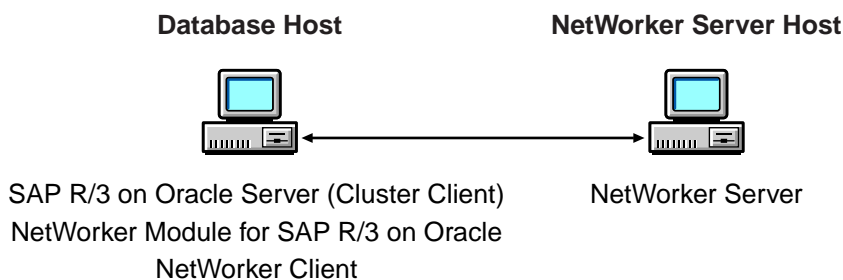 Database Host
NetWorker Server Host
SAP R/3 on Oracle Server (Cluster Client)
NetWorker Module for SAP R/3 on Oracle
NetWorker Client
NetWorker Server